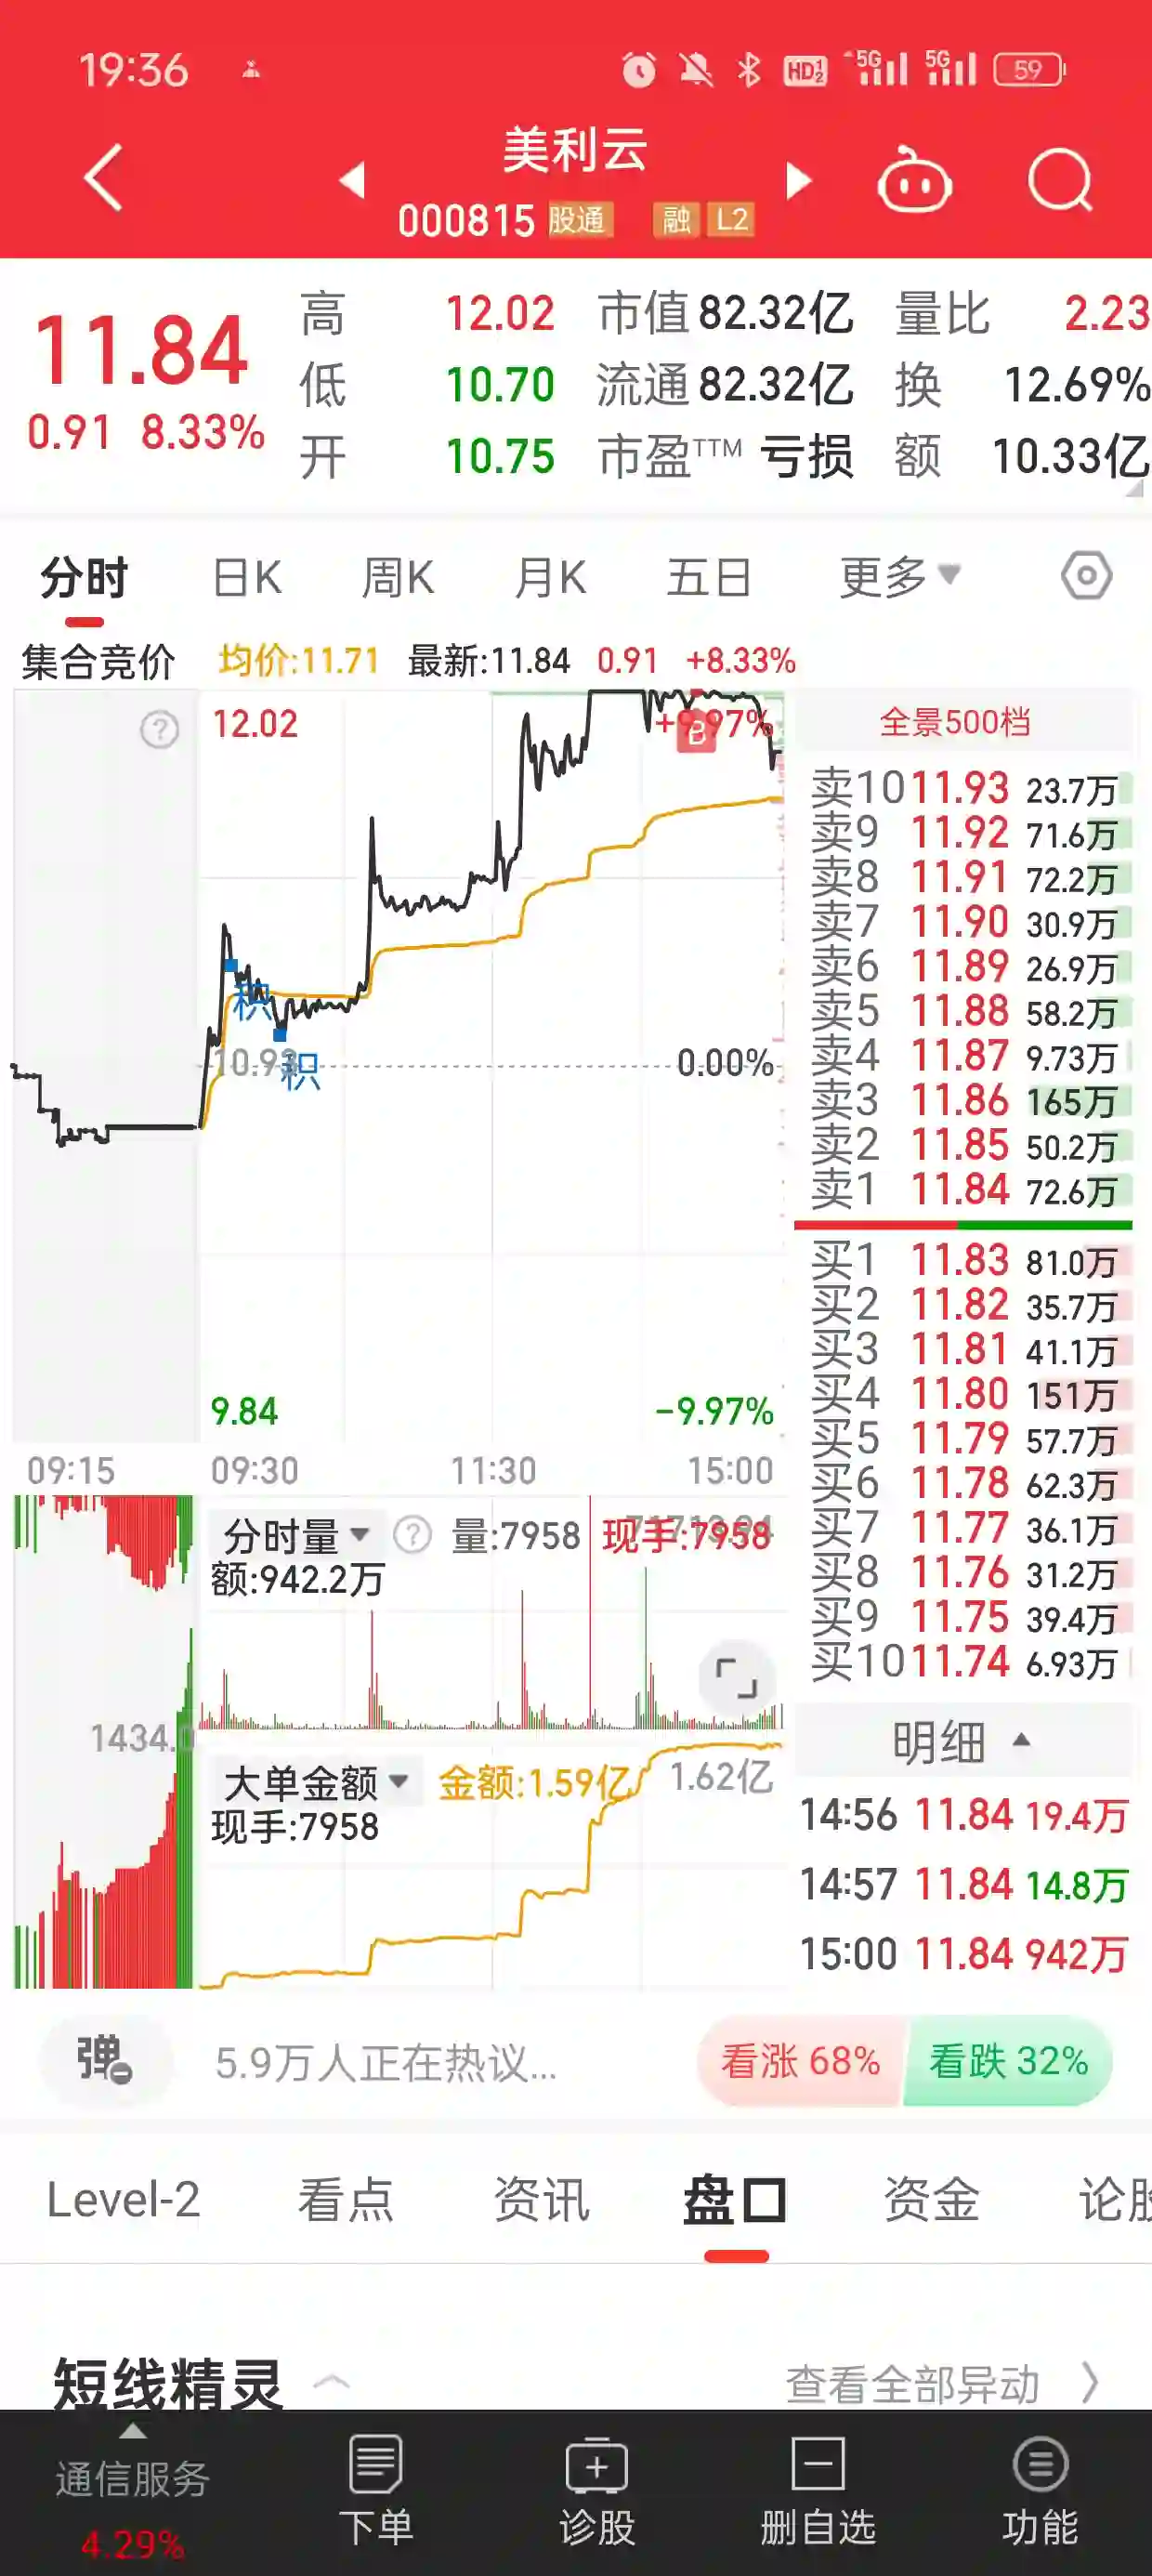 19:36
HD 5G 5G 59
美利云
000815 股通 融 L2
11.84
0.91 8.33%
高 12.02 市值 82.32亿 量比 2.23
低 10.70 流通 82.32亿 换 12.69%
开 10.75 市盈TTM 亏损 额 10.33亿
分时 日K 周K 月K 五日 更多
集合竞价 均价:11.71 最新:11.84 0.91 +8.33%
12.02
B
10.93 0.00%
积
积
9.84 -9.97%
09:15 09:30 11:30 15:00
全景500档
卖10 11.93 23.7万
卖9 11.92 71.6万
卖8 11.91 72.2万
卖7 11.90 30.9万
卖6 11.89 26.9万
卖5 11.88 58.2万
卖4 11.87 9.73万
卖3 11.86 165万
卖2 11.85 50.2万
卖1 11.84 72.6万
买1 11.83 81.0万
买2 11.82 35.7万
买3 11.81 41.1万
买4 11.80 151万
买5 11.79 57.7万
买6 11.78 62.3万
买7 11.77 36.1万
买8 11.76 31.2万
买9 11.75 39.4万
买10 11.74 6.93万
分时量 ? 量:7958 现手:7958
额:942.2万
1434.0
大单金额 金额:1.59亿 1.62亿
现手:7958
明细
14:56 11.84 19.4万
14:57 11.84 14.8万
15:00 11.84 942万
弹 5.9万人正在热议... 看涨 68% 看跌 32%
Level-2 看点 资讯 盘口 资金 论股
短线精灵 查看全部异动
通信服务
4.29%
下单 诊股 删自选 功能